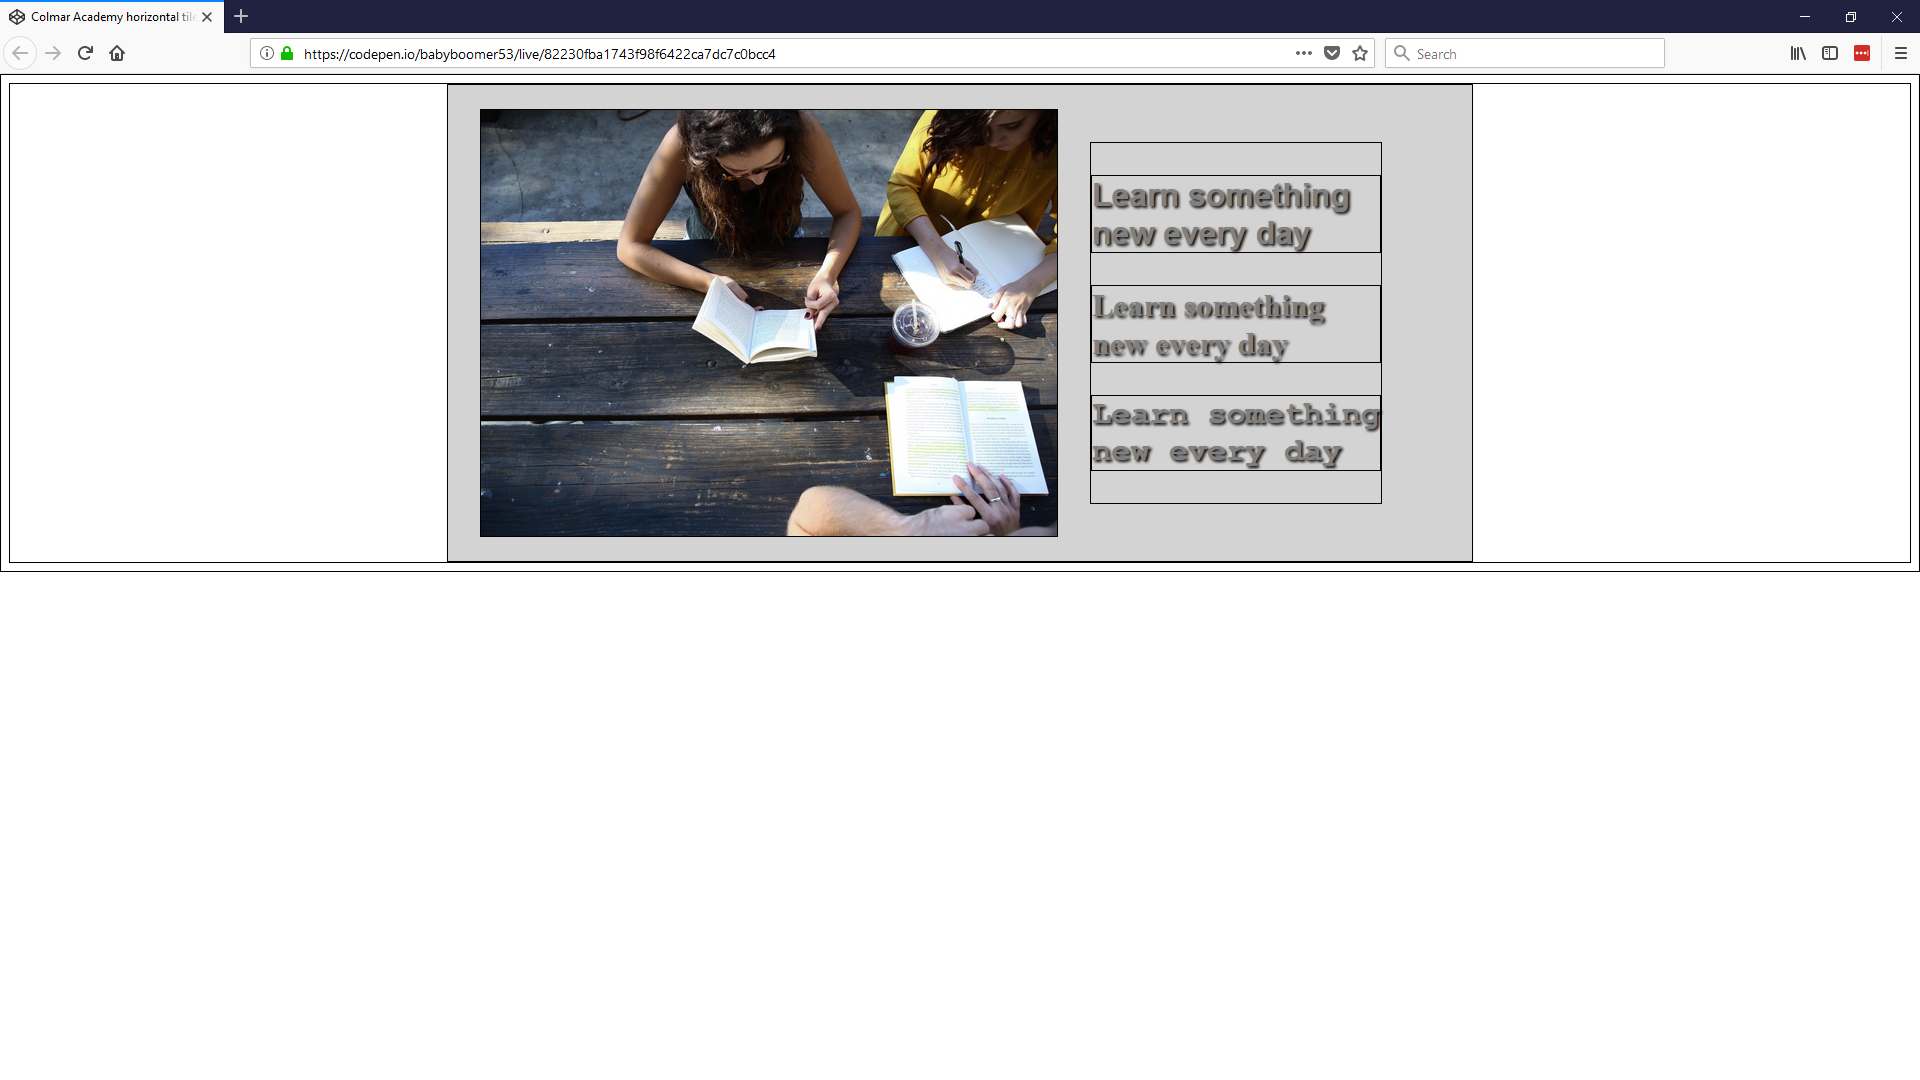 Colmar Academy horizontal til
https://codepen.io/babyboomer53/live/82230fba1743f98f6422ca7dc7c0bcc4
Search
Learn something
new every day
Learn something
new every day
Learn something
new every day